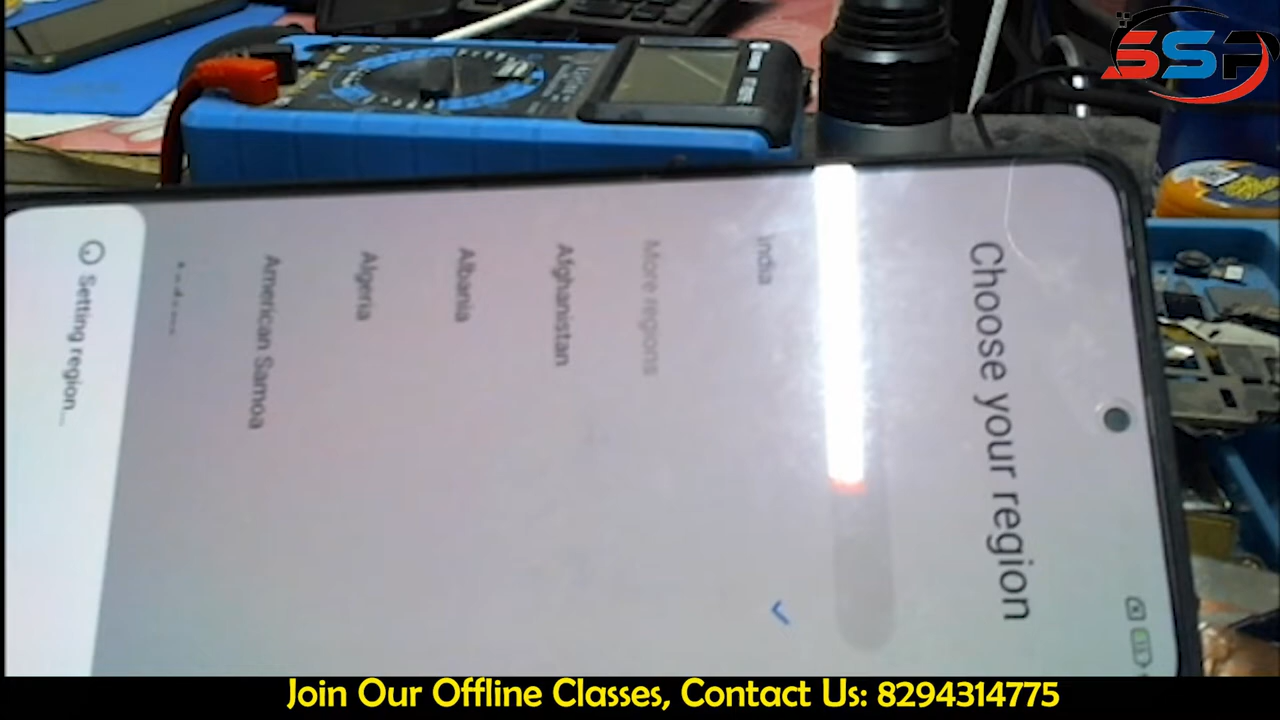 SSF
Choose your region
India
More regions
Afghanistan
Albania
Algeria
American Samoa
Setting region...
Join Our Offline Classes, Contact Us: 8294314775